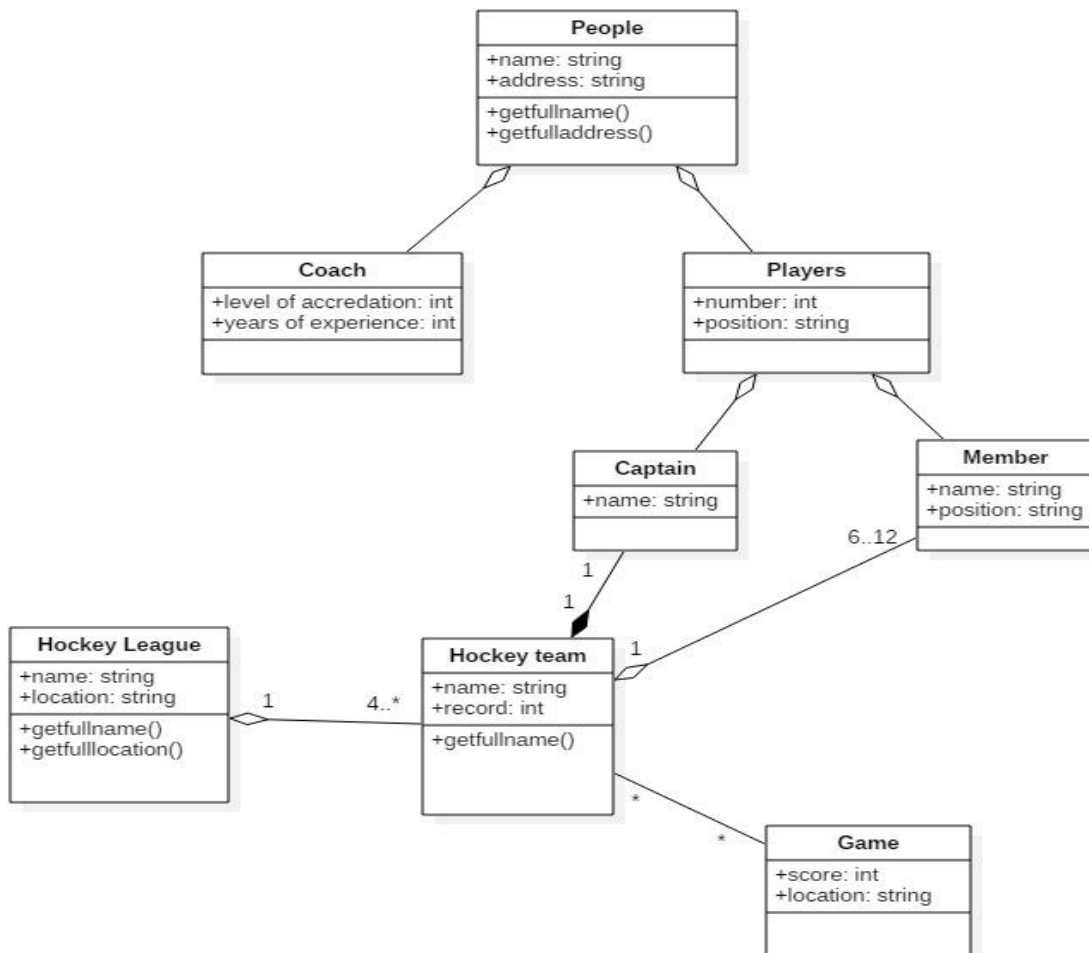 People
+name: string
+address: string
+getfullname()
+getfulladdress()
Coach
+level of accredation: int
+years of experience: int
Players
+number: int
+position: string
Captain
+name: string
Member
+name: string
+position: string
6..12
1
1
1
Hockey League
+name: string
+location: string
+getfullname()
+getfulllocation()
1
4..*
Hockey team
+name: string
+record: int
+getfullname()
*
*
Game
+score: int
+location: string